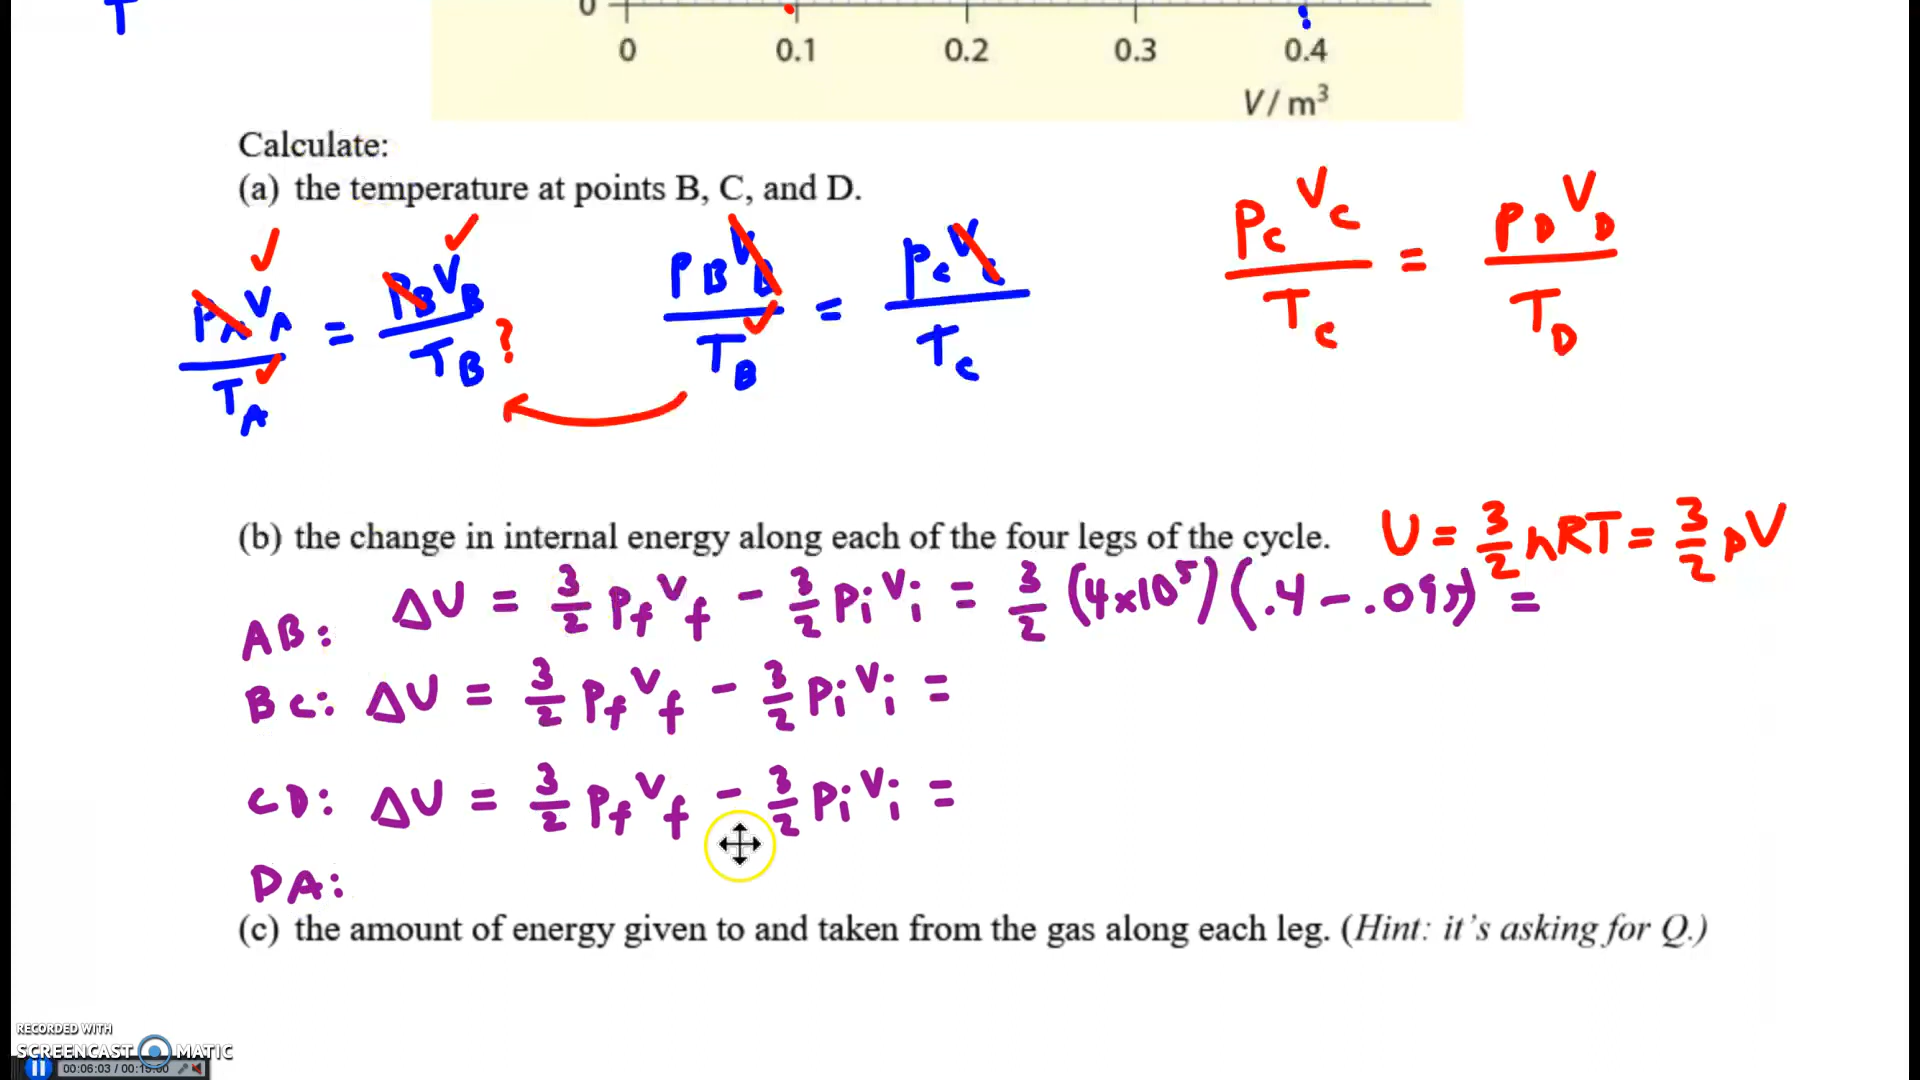 T
0
0 0.1 0.2 0.3 0.4
V / m³
Calculate:
(a) the temperature at points B, C, and D.
P_A V_A / T_A = P_B V_B / T_B ?
P_B V_B / T_B = P_C V_C / T_C
P_C V_C / T_C = P_D V_D / T_D
(b) the change in internal energy along each of the four legs of the cycle. U = 3/2 nRT = 3/2 pV
AB: ΔU = 3/2 P_f V_f - 3/2 P_i V_i = 3/2 (4x10⁵)(.4 - .095) =
BC: ΔU = 3/2 P_f V_f - 3/2 P_i V_i =
CD: ΔU = 3/2 P_f V_f - 3/2 P_i V_i =
DA:
(c) the amount of energy given to and taken from the gas along each leg. (Hint: it's asking for Q.)
RECORDED WITH
SCREENCAST MATIC
00:06:03 /